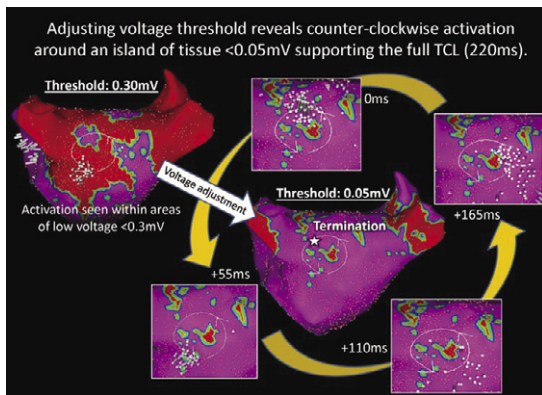 Adjusting voltage threshold reveals counter-clockwise activation
around an island of tissue <0.05mV supporting the full TCL (220ms).
Threshold: 0.30mV
0ms
Voltage adjustment
Threshold: 0.05mV
Activation seen within areas
of low voltage <0.3mV
+165ms
Termination
+55ms
+110ms